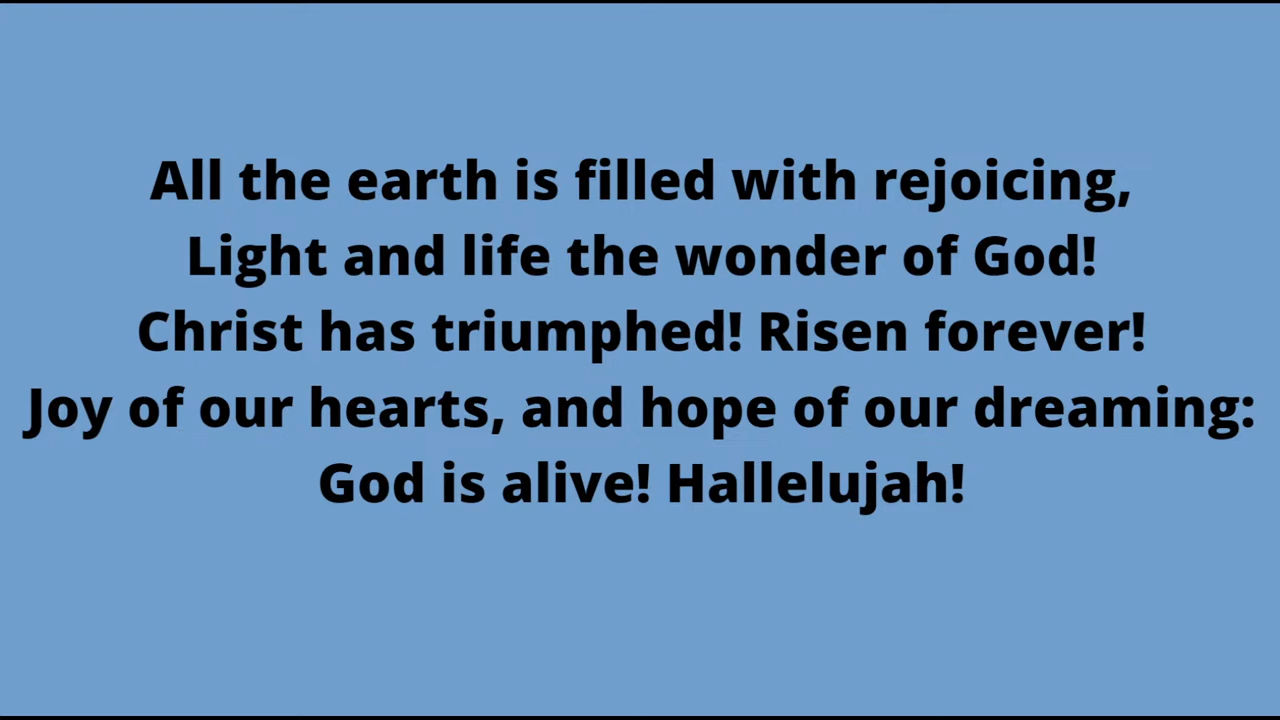 All the earth is filled with rejoicing,
Light and life the wonder of God!
Christ has triumphed! Risen forever!
Joy of our hearts, and hope of our dreaming:
God is alive! Hallelujah!